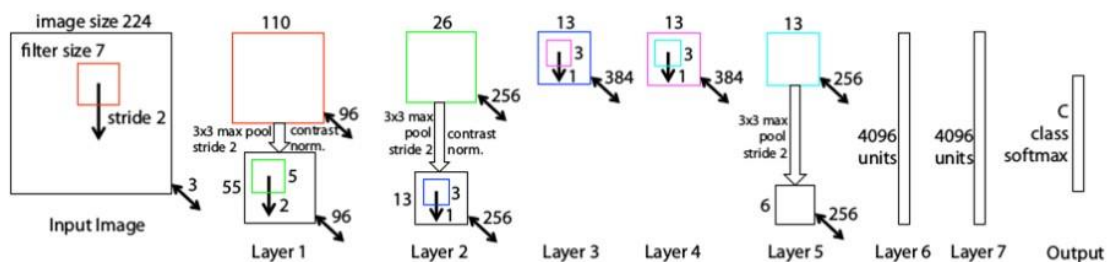 image size 224
filter size 7
stride 2
3
Input Image
110
96
3x3 max pool
stride 2
contrast
norm.
55
5
2
96
Layer 1
26
256
3x3 max
pool
stride 2
contrast
norm.
13
3
1
256
Layer 2
13
3
1
384
Layer 3
13
3
1
384
Layer 4
13
256
3x3 max
pool
stride 2
6
256
Layer 5
4096
units
Layer 6
4096
units
Layer 7
C
class
softmax
Output